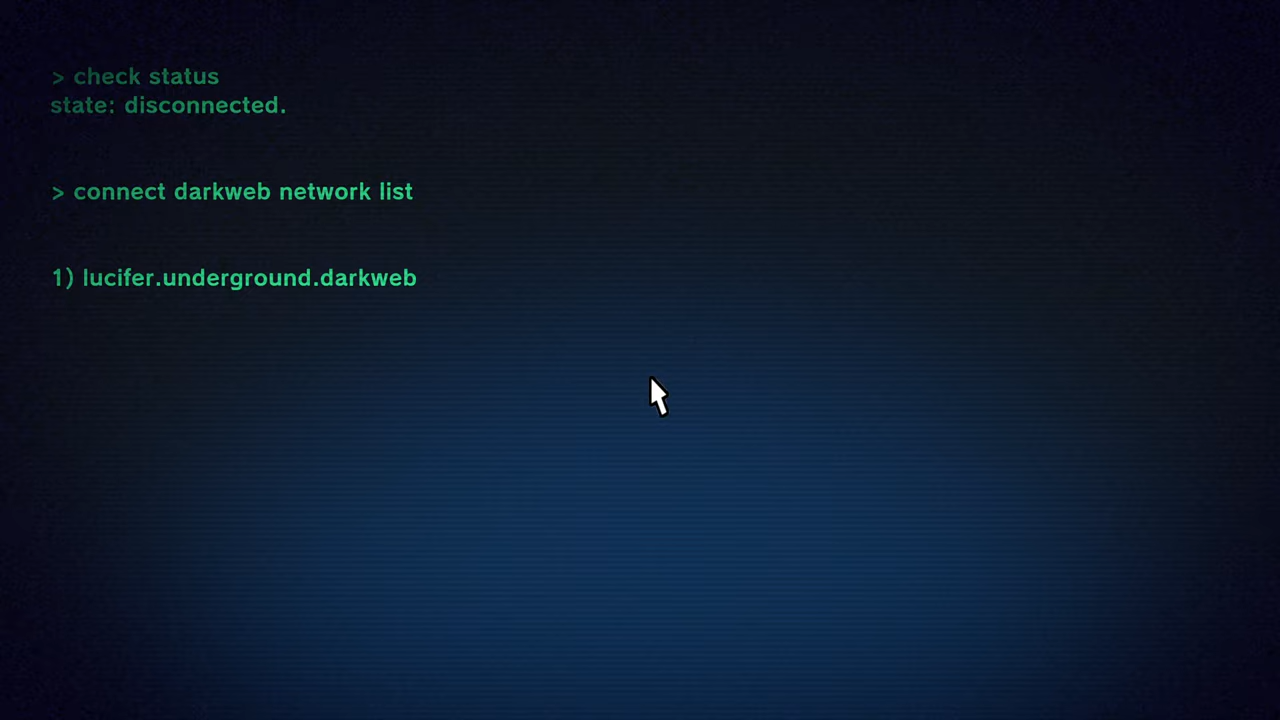 > check status
state: disconnected.
> connect darkweb network list
1) lucifer.underground.darkweb